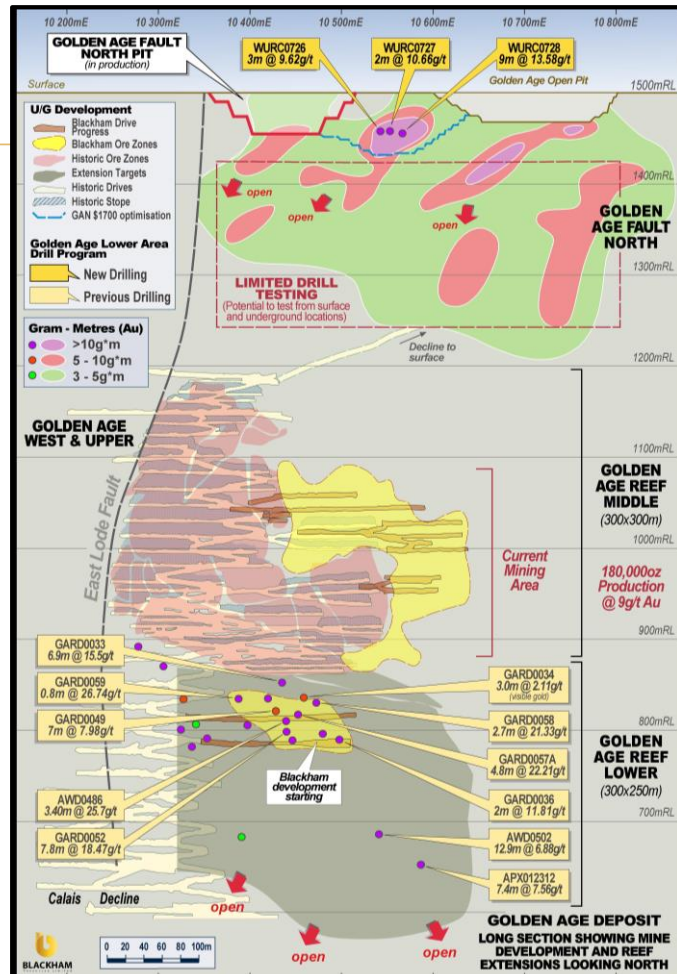 10 200mE
10 300mE
10 400mE
10 500mE
10 600mE
10 700mE
10 800mE
GOLDEN AGE FAULT
NORTH PIT
(in production)
WURC0726
3m @ 9.62g/t
WURC0727
2m @ 10.66g/t
WURC0728
9m @ 13.58g/t
Surface
Golden Age Open Pit
1500mRL
U/G Development
Blackham Drive
Progress
Blackham Ore Zones
Historic Ore Zones
Extension Targets
Historic Drives
Historic Stope
GAN $1700 optimisation
Golden Age Lower Area
Drill Program
New Drilling
Previous Drilling
Gram - Metres (Au)
>10g*m
5 - 10g*m
3 - 5g*m
1400mRL
open
open
open
GOLDEN
AGE FAULT
NORTH
1300mRL
LIMITED DRILL
TESTING
(Potential to test from surface
and underground locations)
Decline to
surface
1200mRL
GOLDEN AGE
WEST & UPPER
East Lode Fault
1100mRL
GOLDEN
AGE REEF
MIDDLE
(300x300m)
1000mRL
Current
Mining
Area
180,000oz
Production
@ 9g/t Au
900mRL
GARD0033
6.9m @ 15.5g/t
GARD0059
0.8m @ 26.74g/t
GARD0049
7m @ 7.98g/t
AWD0486
3.40m @ 25.7g/t
GARD0052
7.8m @ 18.47g/t
GARD0034
3.0m @ 2.11g/t
(visible gold)
GARD0058
2.7m @ 21.33g/t
GARD0057A
4.8m @ 22.21g/t
GARD0036
2m @ 11.81g/t
AWD0502
12.9m @ 6.88g/t
APX012312
7.4m @ 7.56g/t
800mRL
Blackham
development
starting
GOLDEN
AGE REEF
LOWER
(300x250m)
700mRL
Calais Decline
open
open
open
GOLDEN AGE DEPOSIT
LONG SECTION SHOWING MINE
DEVELOPMENT AND REEF
EXTENSIONS LOOKING NORTH
BLACKHAM
0 20 40 60 80 100m